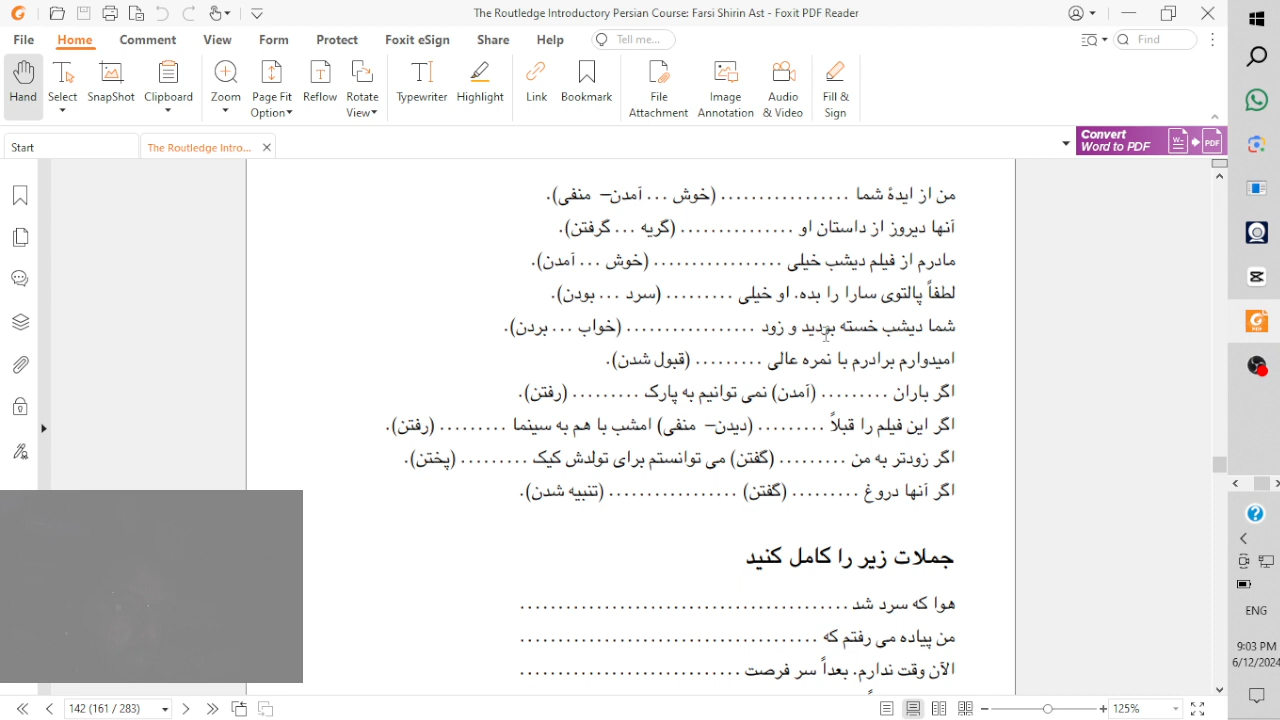 The Routledge Introductory Persian Course: Farsi Shirin Ast - Foxit PDF Reader
File Home Comment View Form Protect Foxit eSign Share Help Tell me... Find
Hand Select SnapShot Clipboard Zoom Page Fit Option Reflow Rotate View Typewriter Highlight Link Bookmark File Attachment Image Annotation Audio & Video Fill & Sign
Start The Routledge Intro... Convert Word to PDF
من از ایدهٔ شما ................. (خوش ... آمدن– منفی).
آنها دیروز از داستان او ............... (گریه ... گرفتن).
مادرم از فیلم دیشب خیلی ................. (خوش ... آمدن).
لطفاً پالتوی سارا را بده. او خیلی ......... (سرد ... بودن).
شما دیشب خسته بودید و زود ................. (خواب ... بردن).
امیدوارم برادرم با نمره عالی ......... (قبول شدن).
اگر باران ......... (آمدن) نمی توانیم به پارک ......... (رفتن).
اگر این فیلم را قبلاً ......... (دیدن– منفی) امشب با هم به سینما ......... (رفتن).
اگر زودتر به من ......... (گفتن) می توانستم برای تولدش کیک ......... (پختن).
اگر آنها دروغ ......... (گفتن) ................. (تنبیه شدن).
جملات زیر را کامل کنید
هوا که سرد شد ...........................................
من پیاده می رفتم که .......................................
الآن وقت ندارم. بعداً سر فرصت .............................
142 (161 / 283) 125%
ENG
9:03 PM
6/12/2024